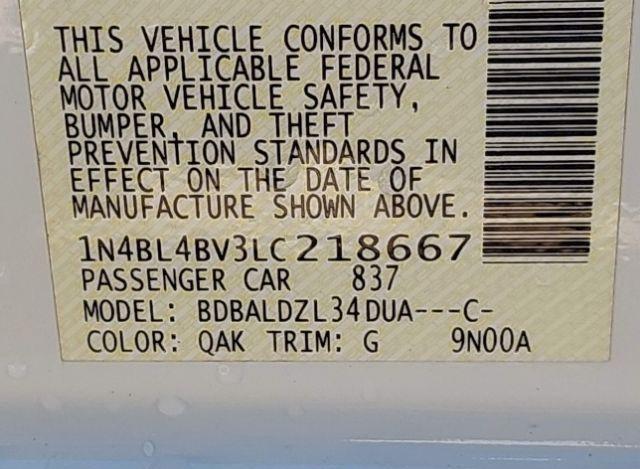 THIS VEHICLE CONFORMS TO
ALL APPLICABLE FEDERAL
MOTOR VEHICLE SAFETY,
BUMPER, AND THEFT
PREVENTION STANDARDS IN
EFFECT ON THE DATE OF
MANUFACTURE SHOWN ABOVE.
1N4BL4BV3LC218667
PASSENGER CAR 837
MODEL: BDBALDZL34DUA---C-
COLOR: QAK TRIM: G 9N00A